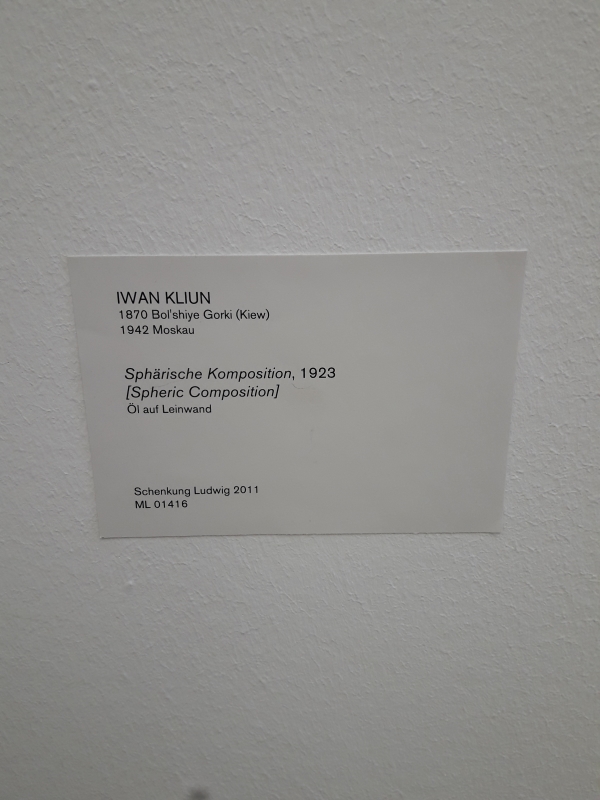 IWAN KLIUN
1870 Bol'shiye Gorki (Kiew)
1942 Moskau
Sphärische Komposition, 1923
[Spheric Composition]
Öl auf Leinwand
Schenkung Ludwig 2011
ML 01416